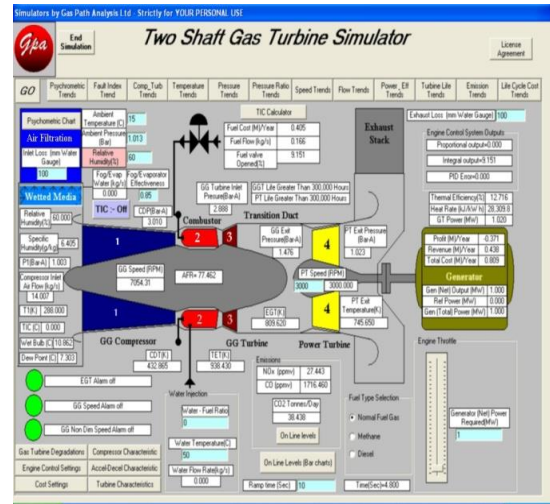 Simulators by Gas Path Analysis Ltd - Strictly for YOUR PERSONAL USE
Gpa
End Simulation
Two Shaft Gas Turbine Simulator
License Agreement
GO
Psychrometric Trends
Fault Index Trend
Comp_Turb Trends
Temperature Trends
Pressure Trends
Pressure Ratio Trends
Speed Trends
Flow Trends
Power_Eff Trends
Turbine Life Trends
Emission Trends
Life Cycle Cost Trends
Psychometric Chart
Ambient Temperature (C) 15
Air Filtration
Ambient Pressure (Bar) 1.013
Inlet Loss (mm Water Gauge) 100
Relative Humidity(%) 60
Fog/Evap Water (kg/s) 0.000
Fog/Evaporator Effectiveness 0.85
Wetted Media
TIC :- Off
CDP(Bar-A) 3.010
Relative Humidity(%) 60.000
Specific Humidity(g/kg) 6.405
P1(Bar-A) 1.003
Compressor Inlet Air Flow (kg/s) 14.007
T1(K) 288.000
TIC (C) 0.000
Wet Bulb (C) 10.862
Dew Point (C) 7.303
TIC Calculator
Fuel Cost (M)/Year 0.405
Fuel Flow(kg/s) 0.166
Fuel valve Opened(%) 9.151
GG Turbine Inlet Pressure(Bar-A) 2.888
GGT Life Greater Than 300,000 Hours
PT Life Greater Than 300,000 Hours
Combustor
Transition Duct
Exhaust Stack
Exhaust Loss (mm Water Gauge) 100
Engine Control System Outputs
Proportional output=0.000
Integral output=9.151
PID Error=0.000
Thermal Efficiency(%) 12.716
Heat Rate (kJ/kW h) 28,309.8
GT Power (MW) 1.020
Profit (M)/Year -0.371
Revenue (M)/Year 0.438
Total Cost (M)/Year 0.809
Generator
Gen (Net) Output (MW) 1.000
Ref Power (MW) 0.000
Gen (Total) Power (MW) 1.000
1
2
3
4
1
2
3
4
GG Speed (RPM) 7054.31
AFR= 77.462
GG Exit Pressure(Bar-A) 1.476
PT Exit Pressure (Bar-A) 1.023
PT Speed (RPM)
3000
3000.000
EGT(K) 809.620
PT Exit Temperature(K) 745.650
GG Compressor
GG Turbine
Power Turbine
CDT(K) 432.865
TET(K) 938.430
EGT Alarm off
GG Speed Alarm off
GG Non Dim Speed Alarm off
Water Injection
Water - Fuel Ratio 0
Water Temperature(C) 50
Water Flow Rate(kg/s) 0.000
Emissions
NOx (ppmv) 27.443
CO (ppmv) 1716.460
CO2 Tonnes/Day 38.438
On Line levels
On Line Levels (Bar charts)
Ramp time (Sec) 10
Fuel Type Selection
Normal Fuel Gas
Methane
Diesel
Time(Sec)=4.800
Engine Throttle
Generator (Net) Power Required(MW) 1
Gas Turbine Degradations
Compressor Characteristic
Engine Control Settings
Accel-Decel Characteristic
Cost Settings
Turbine Characteristics